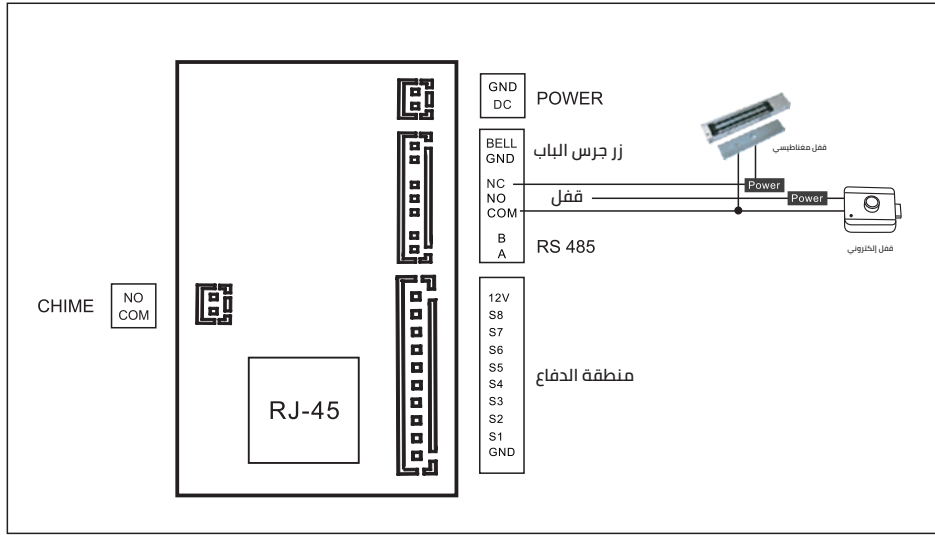 GND
DC
POWER
BELL
GND
زر جرس الباب
NC
NO
COM
قفل
B
A
RS 485
قفل مغناطيسي
Power
Power
قفل إلكتروني
CHIME
NO
COM
RJ-45
12V
S8
S7
S6
S5
S4
S3
S2
S1
GND
منطقة الدفاع